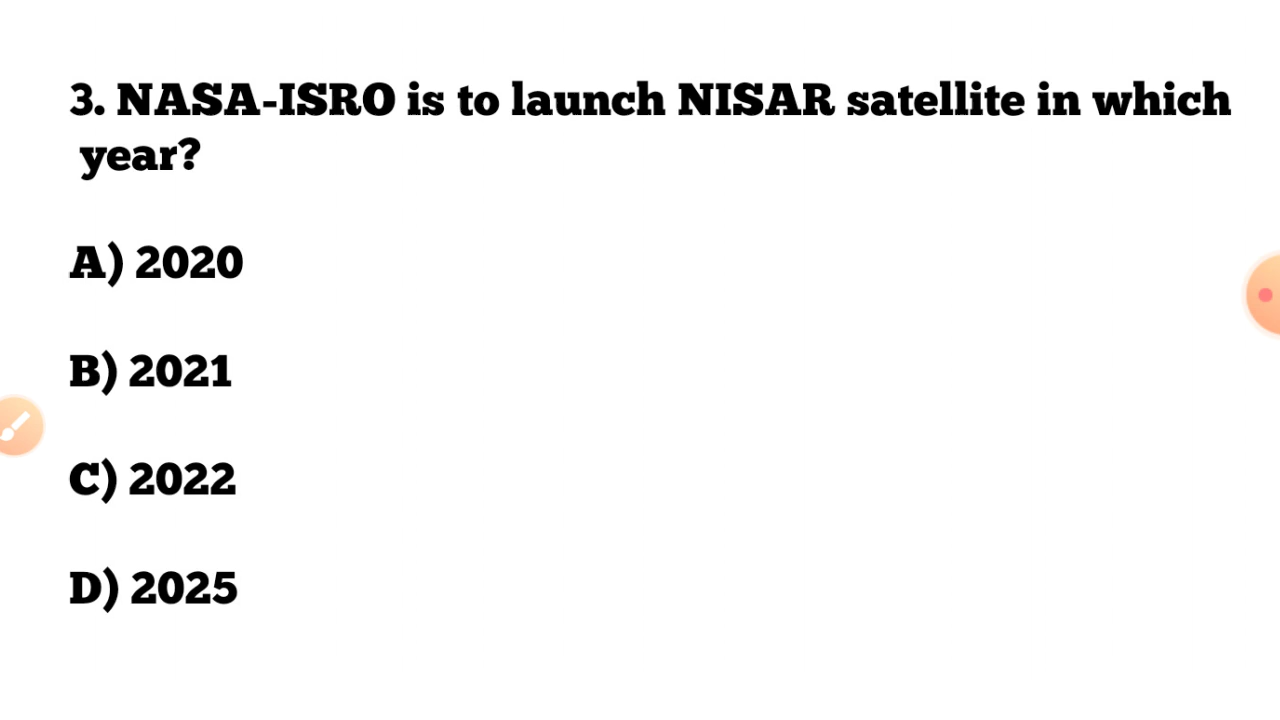 3. NASA-ISRO is to launch NISAR satellite in which
year?
A) 2020
B) 2021
C) 2022
D) 2025